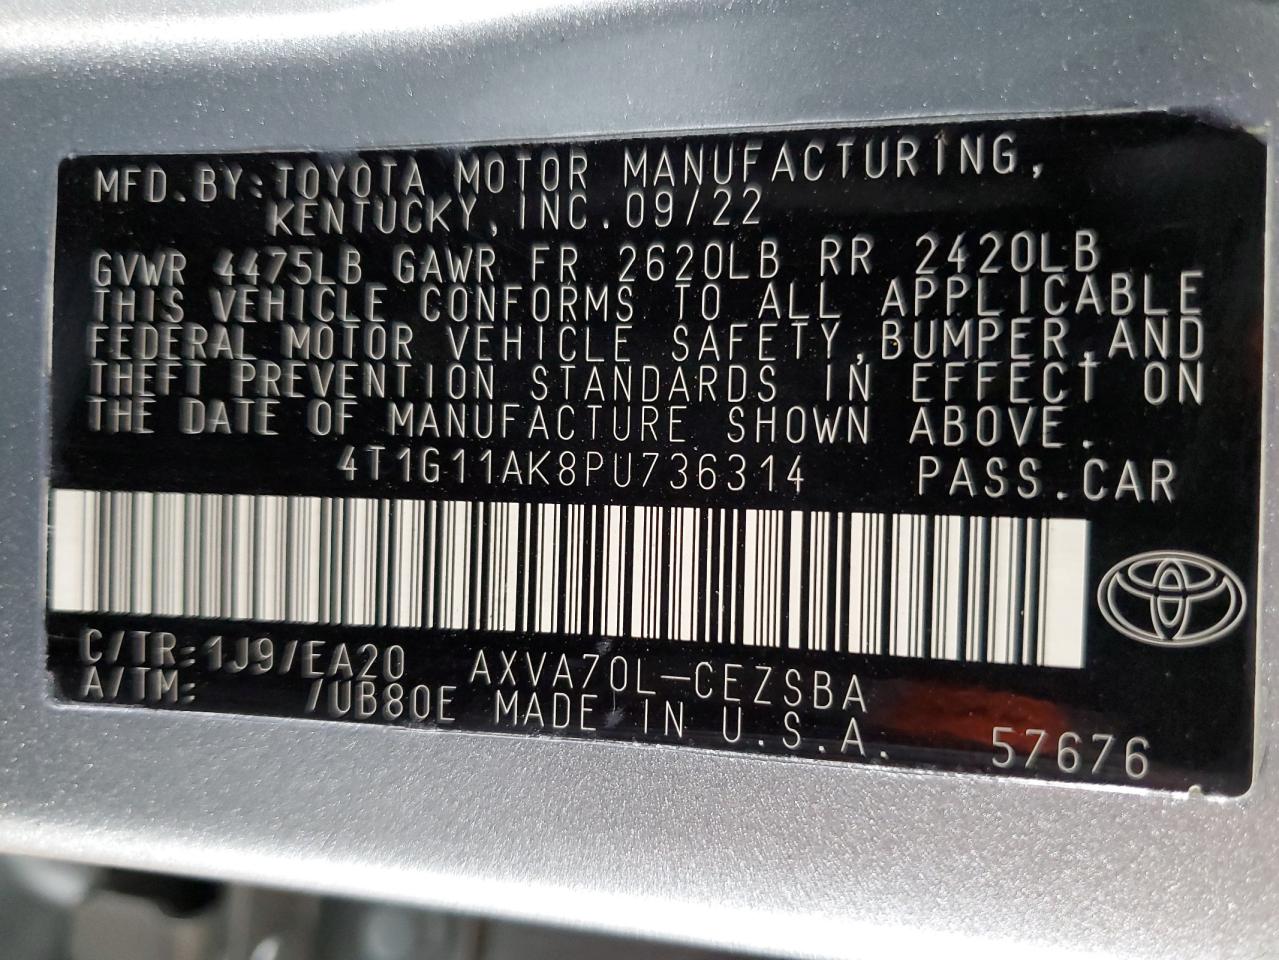 MFD. BY: TOYOTA MOTOR MANUFACTURING,
KENTUCKY, INC. 09/22
GVWR 4475LB GAWR FR 2620LB RR 2420LB
THIS VEHICLE CONFORMS TO ALL APPLICABLE
FEDERAL MOTOR VEHICLE SAFETY, BUMPER, AND
THEFT PREVENTION STANDARDS IN EFFECT ON
THE DATE OF MANUFACTURE SHOWN ABOVE.
4T1G11AK8PU736314 PASS. CAR
C/TR: 1J9/EA20 AXVA70L-CEZSBA
A/TM: /UB80E MADE IN U.S.A. 57676